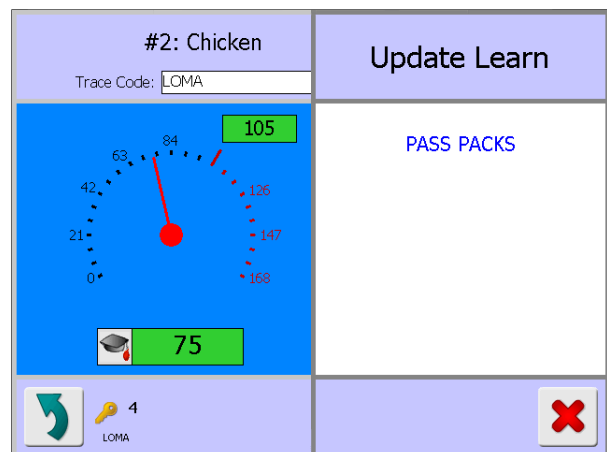 #2: Chicken
Trace Code: LOMA
Update Learn
105
84
63
42
21
0
126
147
168
75
PASS PACKS
4
LOMA